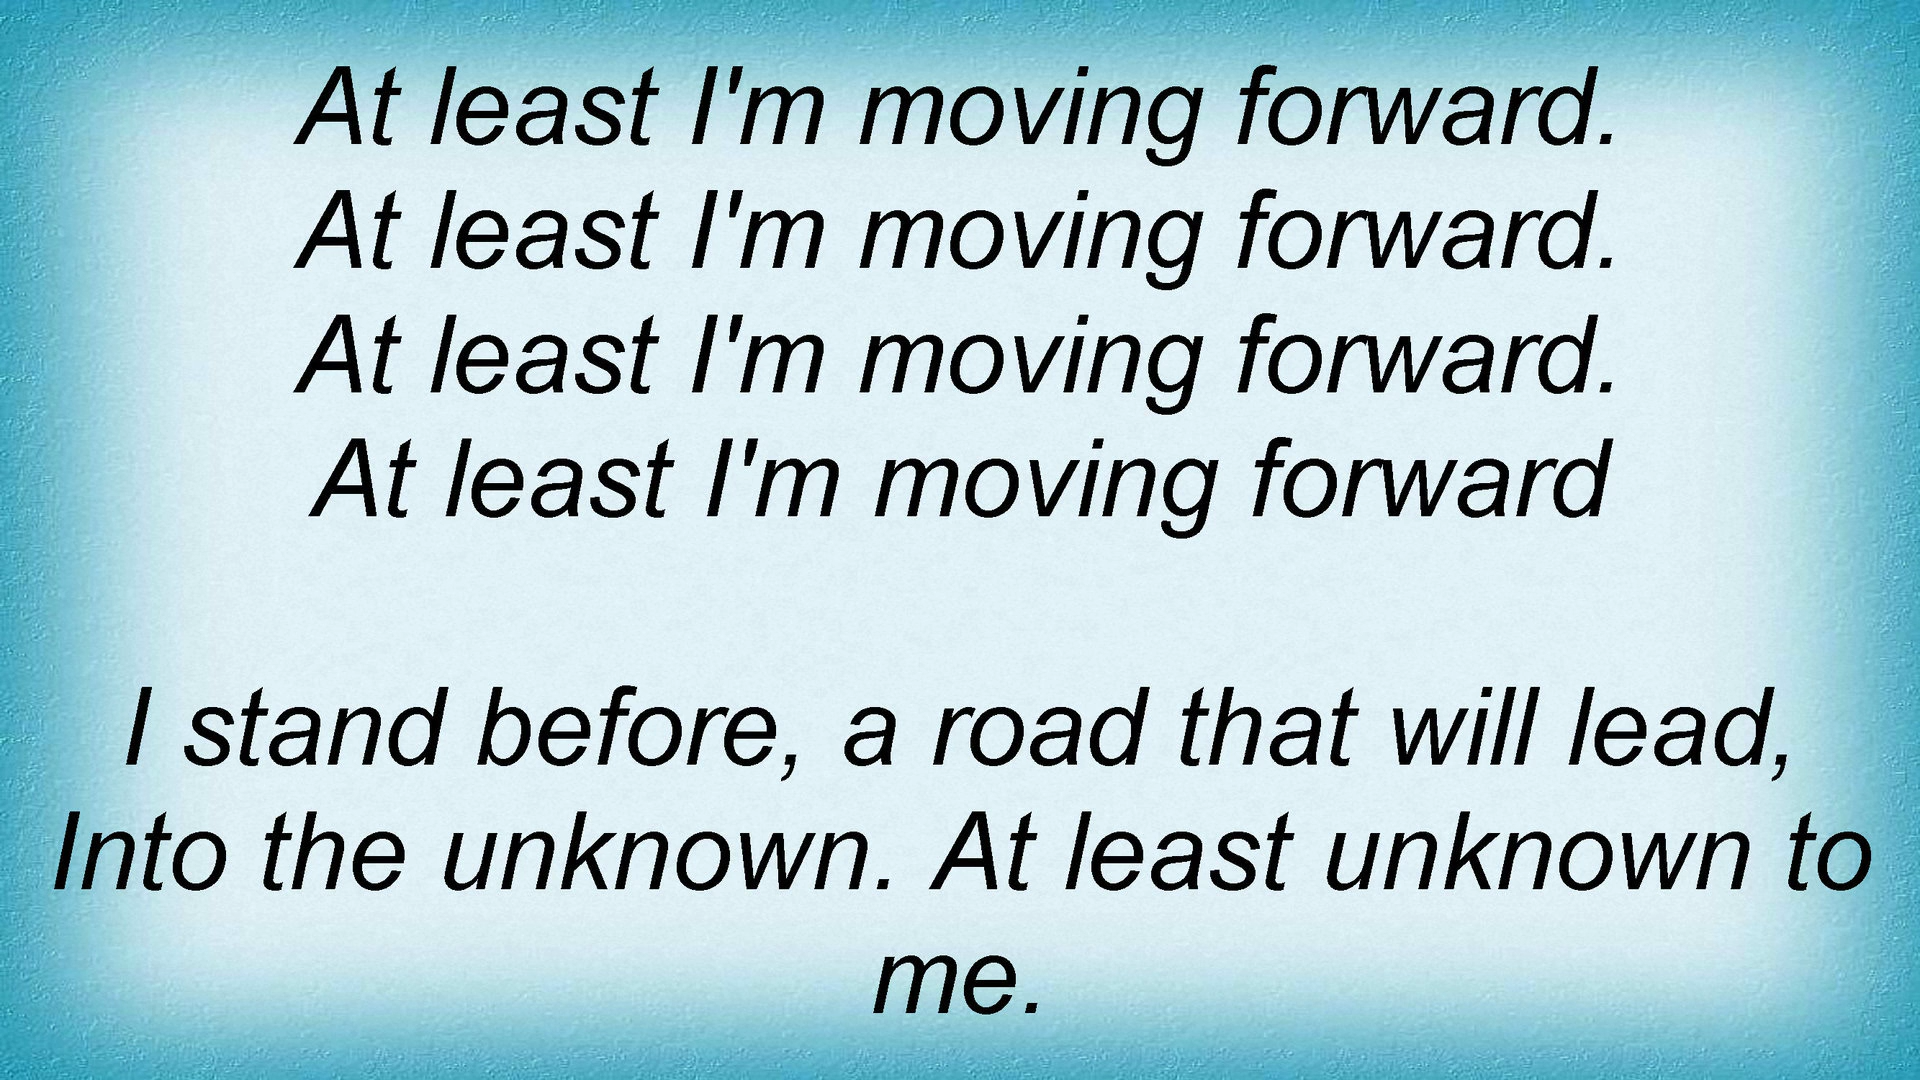 At least I'm moving forward.
At least I'm moving forward.
At least I'm moving forward.
At least I'm moving forward
I stand before, a road that will lead,
Into the unknown. At least unknown to
me.